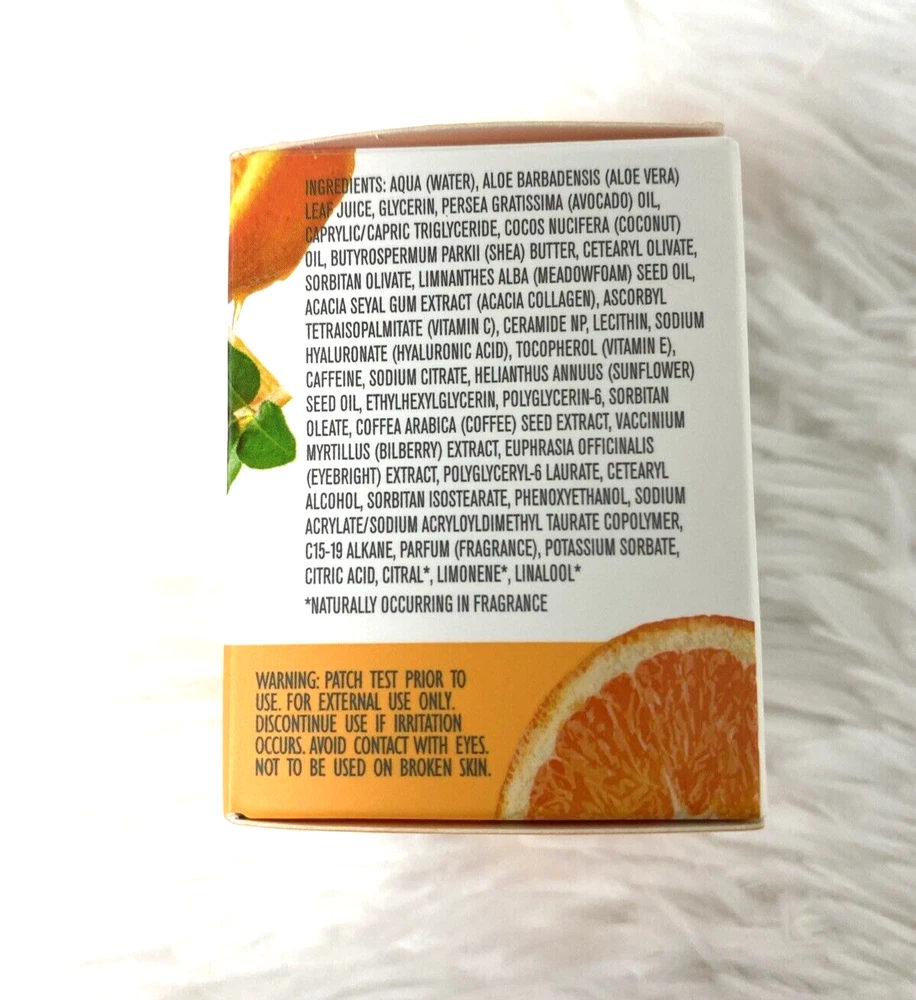 INGREDIENTS: AQUA (WATER), ALOE BARBADENSIS (ALOE VERA)
LEAF JUICE, GLYCERIN, PERSEA GRATISSIMA (AVOCADO) OIL,
CAPRYLIC/CAPRIC TRIGLYCERIDE, COCOS NUCIFERA (COCONUT)
OIL, BUTYROSPERMUM PARKII (SHEA) BUTTER, CETEARYL OLIVATE,
SORBITAN OLIVATE, LIMNANTHES ALBA (MEADOWFOAM) SEED OIL,
ACACIA SEYAL GUM EXTRACT (ACACIA COLLAGEN), ASCORBYL
TETRAISOPALMITATE (VITAMIN C), CERAMIDE NP, LECITHIN, SODIUM
HYALURONATE (HYALURONIC ACID), TOCOPHEROL (VITAMIN E),
CAFFEINE, SODIUM CITRATE, HELIANTHUS ANNUUS (SUNFLOWER)
SEED OIL, ETHYLHEXYLGLYCERIN, POLYGLYCERIN-6, SORBITAN
OLEATE, COFFEA ARABICA (COFFEE) SEED EXTRACT, VACCINIUM
MYRTILLUS (BILBERRY) EXTRACT, EUPHRASIA OFFICINALIS
(EYEBRIGHT) EXTRACT, POLYGLYCERYL-6 LAURATE, CETEARYL
ALCOHOL, SORBITAN ISOSTEARATE, PHENOXYETHANOL, SODIUM
ACRYLATE/SODIUM ACRYLOYLDIMETHYL TAURATE COPOLYMER,
C15-19 ALKANE, PARFUM (FRAGRANCE), POTASSIUM SORBATE,
CITRIC ACID, CITRAL*, LIMONENE*, LINALOOL*
*NATURALLY OCCURRING IN FRAGRANCE
WARNING: PATCH TEST PRIOR TO
USE. FOR EXTERNAL USE ONLY.
DISCONTINUE USE IF IRRITATION
OCCURS. AVOID CONTACT WITH EYES.
NOT TO BE USED ON BROKEN SKIN.